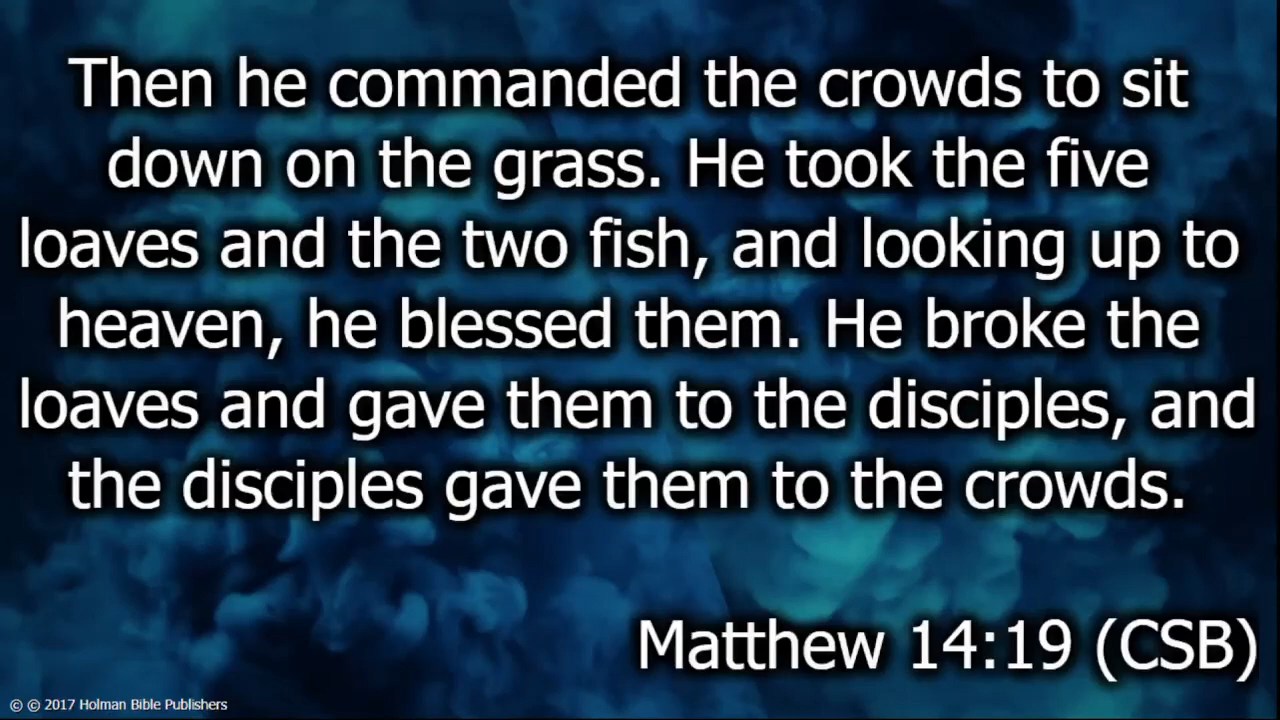 Then he commanded the crowds to sit
down on the grass. He took the five
loaves and the two fish, and looking up to
heaven, he blessed them. He broke the
loaves and gave them to the disciples, and
the disciples gave them to the crowds.
Matthew 14:19 (CSB)
© © 2017 Holman Bible Publishers